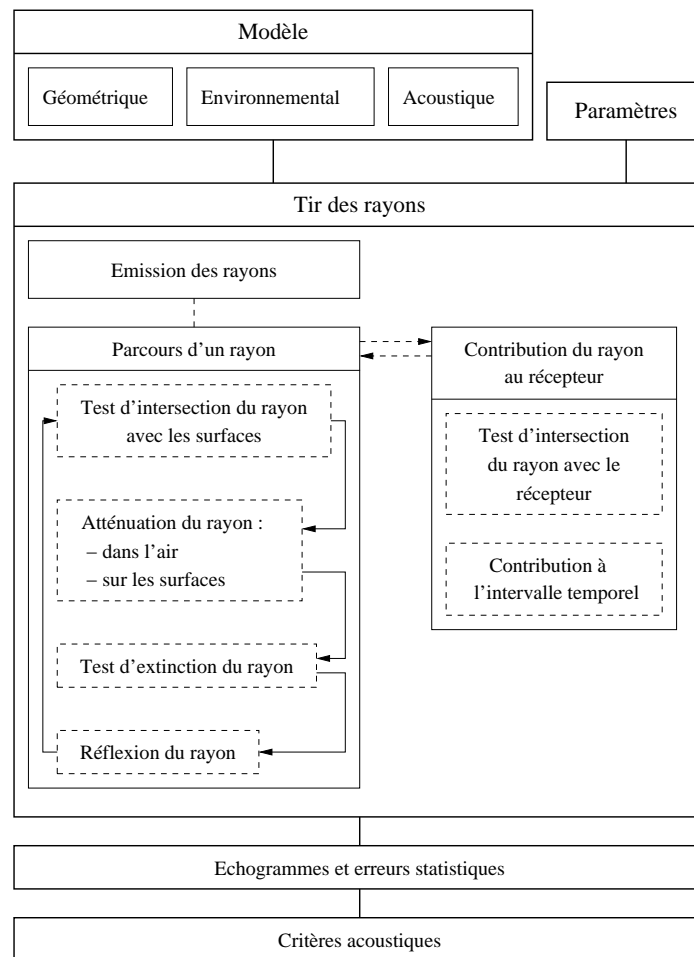 Modèle
Géométrique
Environnemental
Acoustique
Paramètres
Tir des rayons
Emission des rayons
Parcours d’un rayon
Test d’intersection du rayon
avec les surfaces
Atténuation du rayon :
– dans l’air
– sur les surfaces
Test d’extinction du rayon
Réflexion du rayon
Contribution du rayon
au récepteur
Test d’intersection
du rayon avec le
récepteur
Contribution à
l’intervalle temporel
Echogrammes et erreurs statistiques
Critères acoustiques